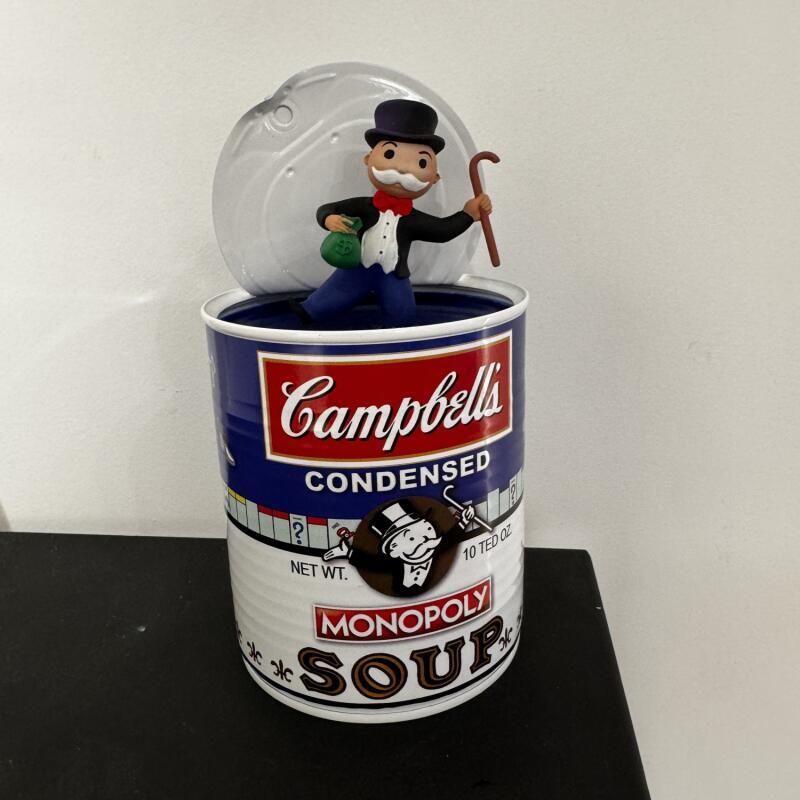 $
Campbell's
CONDENSED
?
?
NET WT.
10 TED OZ.
MONOPOLY
SOUP